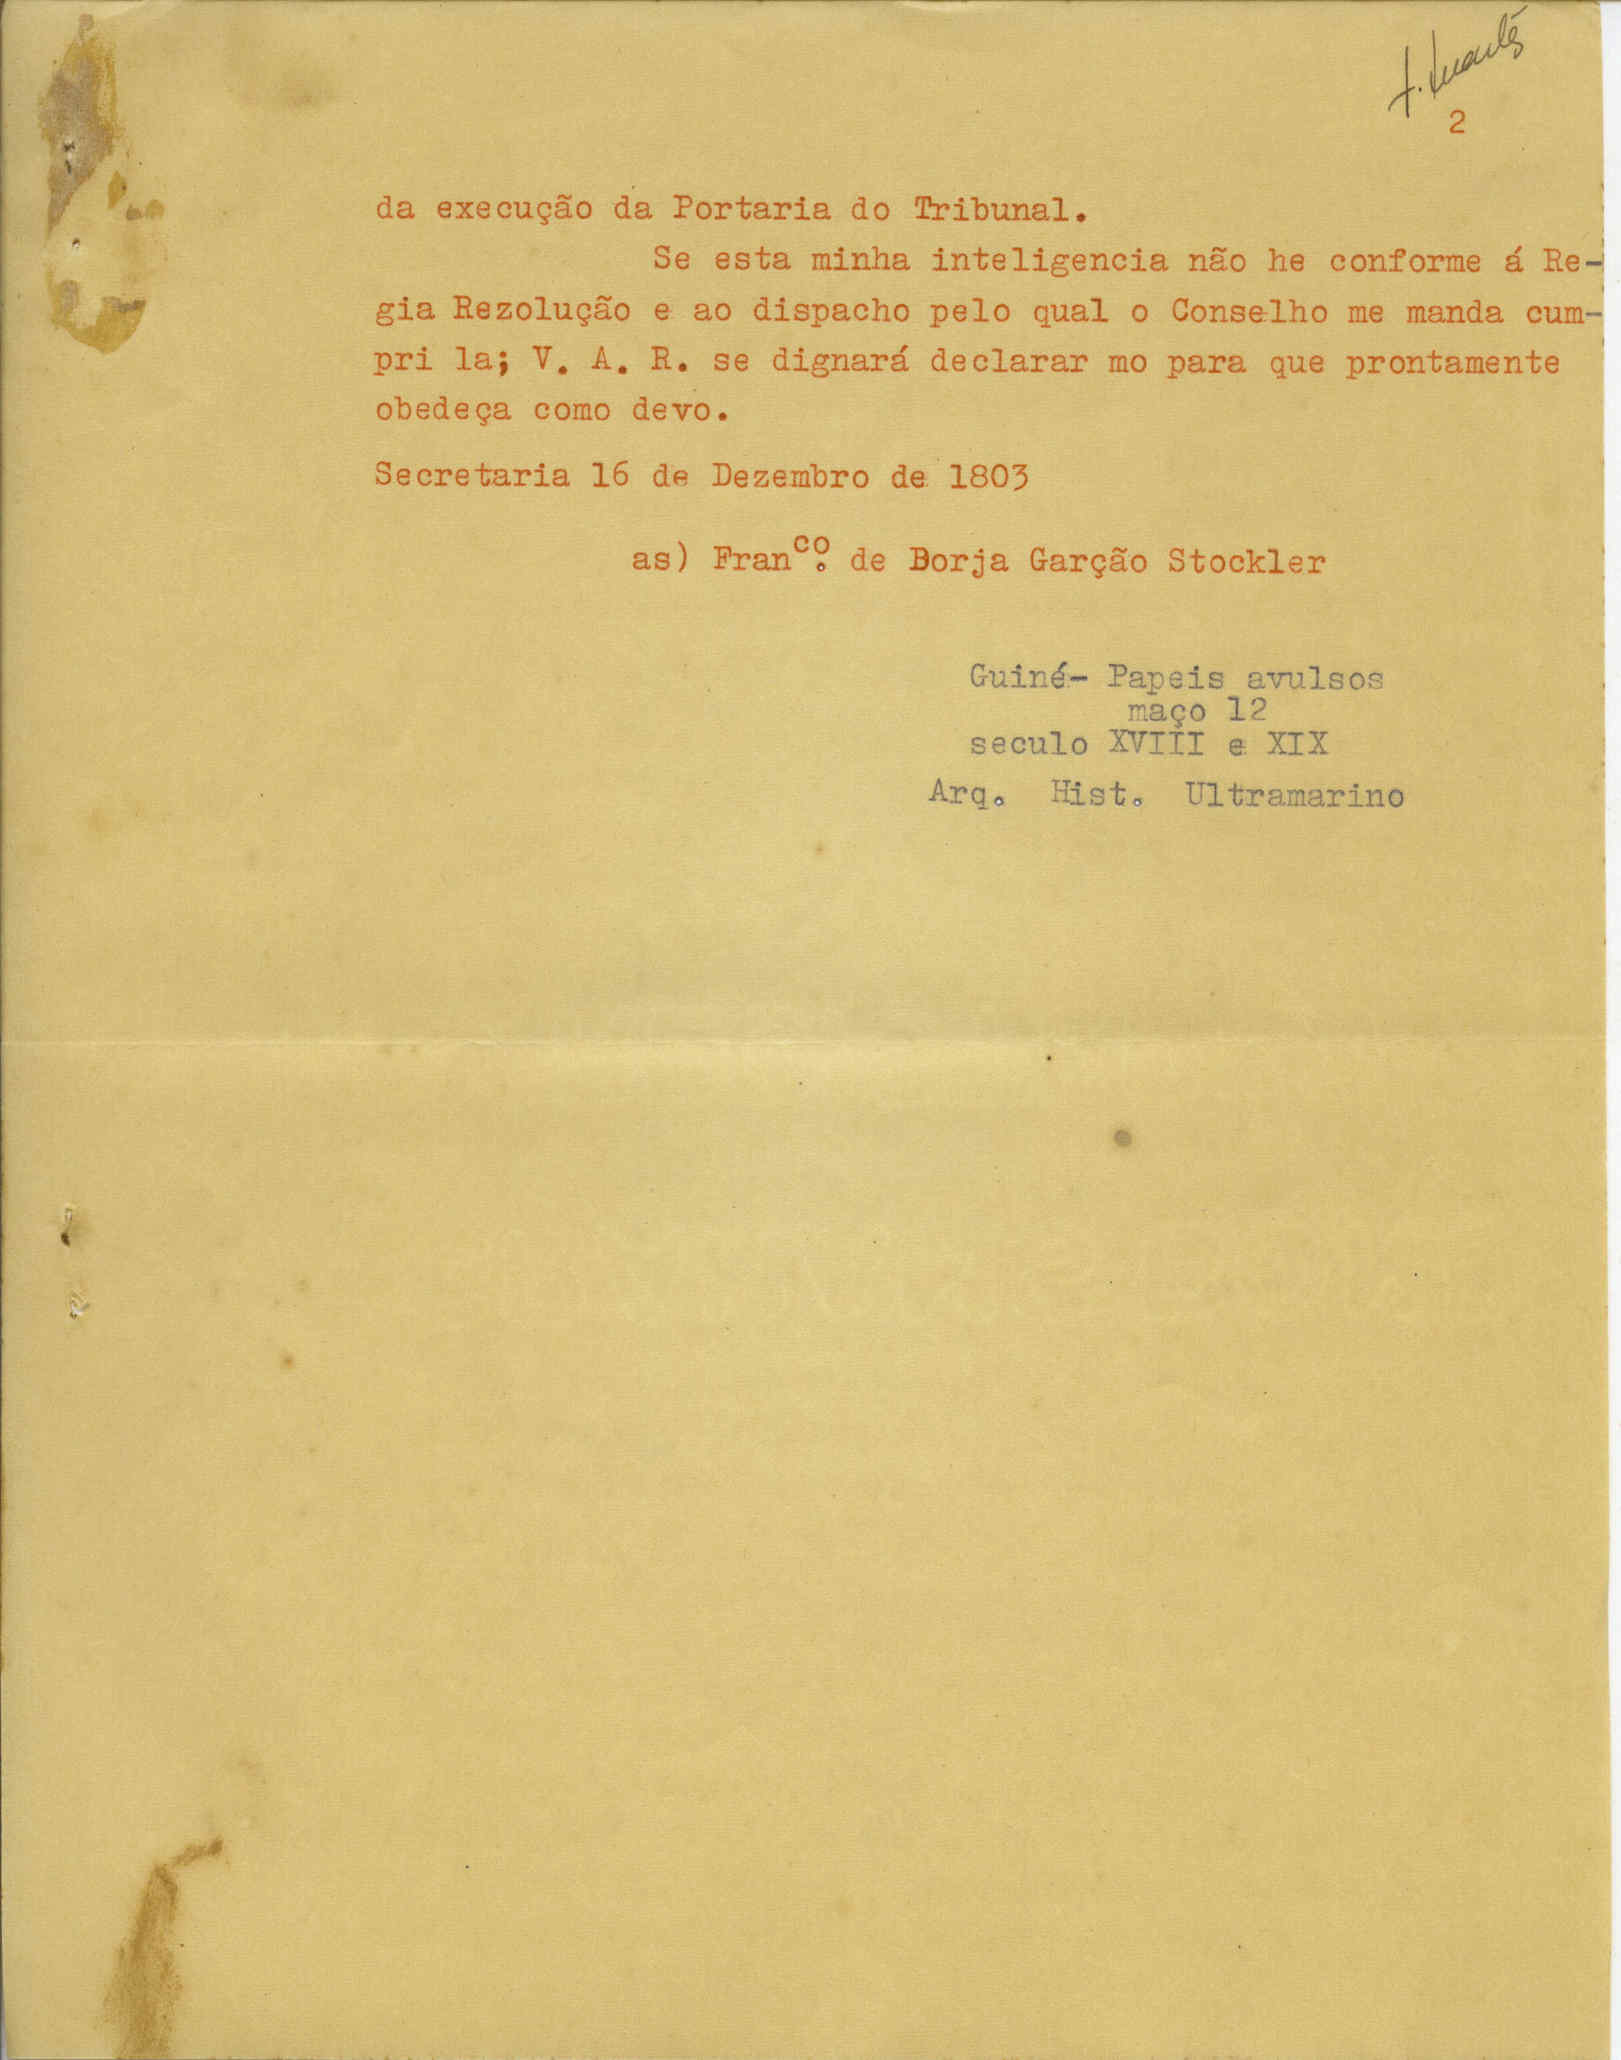 2
da execução da Portaria do Tribunal.
Se esta minha inteligencia não he conforme á Re-
gia Rezolução e ao dispacho pelo qual o Conselho me manda cum-
pri la; V. A. R. se dignará declarar mo para que prontamente
obedeça como devo.
Secretaria 16 de Dezembro de 1803
as) Franco. de Borja Garção Stockler
Guiné- Papeis avulsos
maço 12
seculo XVIII e XIX
Arq. Hist. Ultramarino